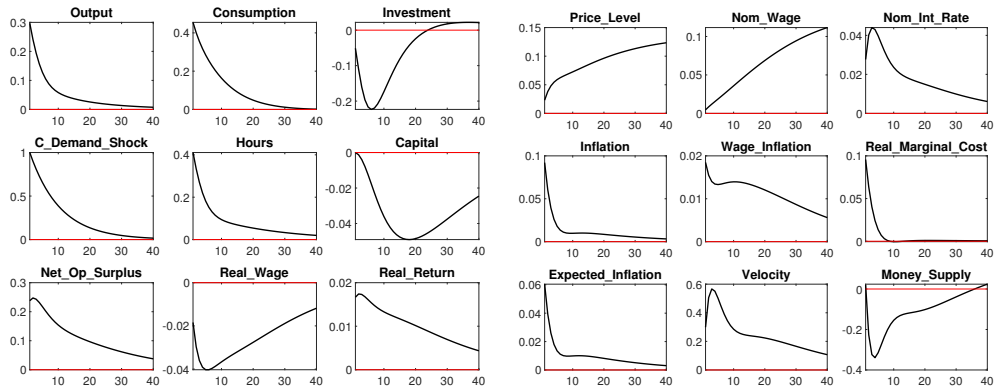 Output
0.3
0.2
0.1
0
10 20 30 40
Consumption
0.4
0.2
0
10 20 30 40
Investment
0
-0.1
-0.2
10 20 30 40
Price_Level
0.15
0.1
0.05
0
10 20 30 40
Nom_Wage
0.1
0.05
0
10 20 30 40
Nom_Int_Rate
0.04
0.02
0
10 20 30 40
C_Demand_Shock
1
0.5
0
10 20 30 40
Hours
0.4
0.2
0
10 20 30 40
Capital
0
-0.02
-0.04
10 20 30 40
Inflation
0.1
0.05
0
10 20 30 40
Wage_Inflation
0.02
0.01
0
10 20 30 40
Real_Marginal_Cost
0.1
0.05
0
10 20 30 40
Net_Op_Surplus
0.3
0.2
0.1
0
10 20 30 40
Real_Wage
0
-0.02
-0.04
10 20 30 40
Real_Return
0.02
0.01
0
10 20 30 40
Expected_Inflation
0.06
0.04
0.02
0
10 20 30 40
Velocity
0.6
0.4
0.2
0
10 20 30 40
Money_Supply
0
-0.2
-0.4
10 20 30 40